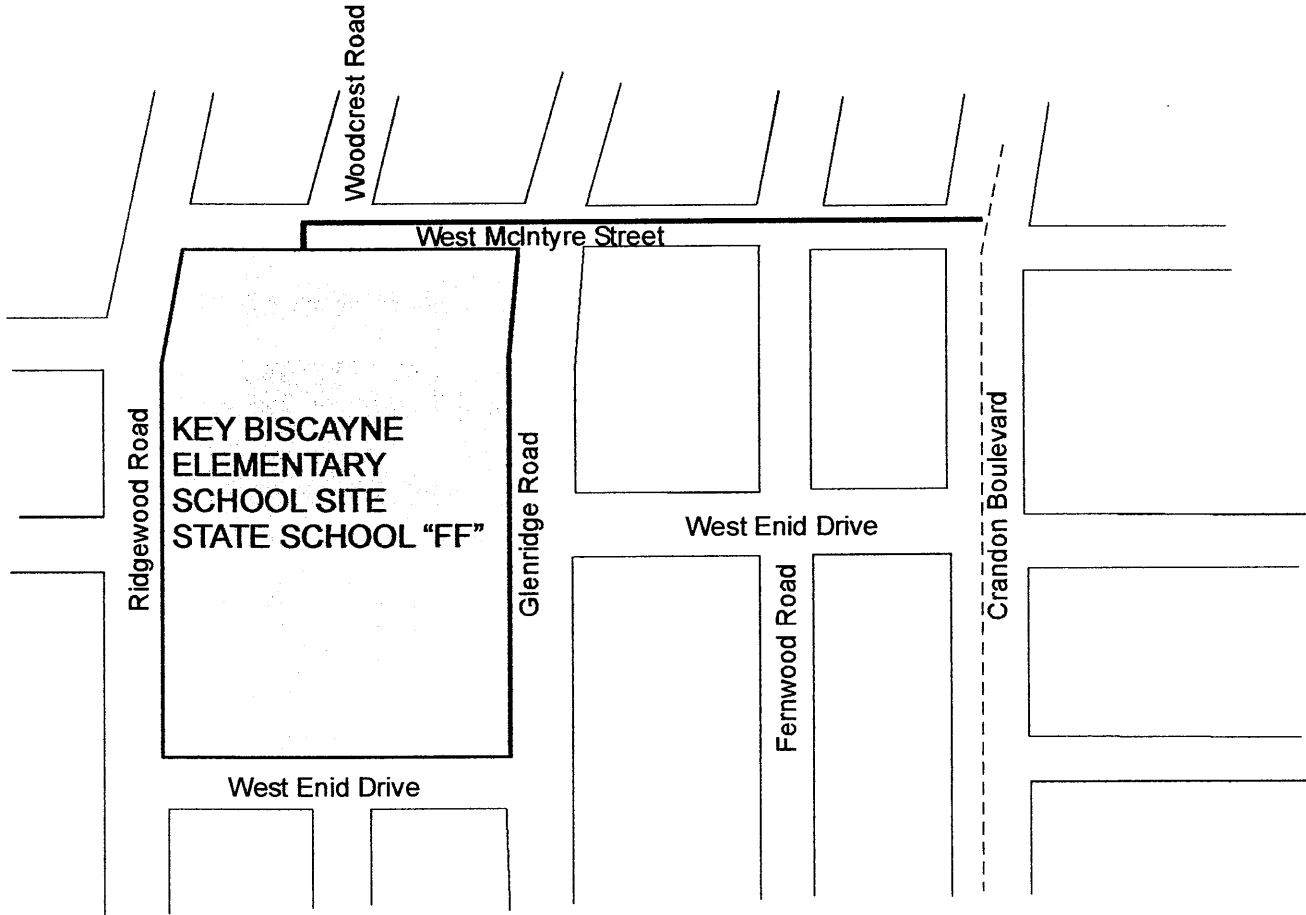 Woodcrest Road
West McIntyre Street
KEY BISCAYNE
ELEMENTARY
SCHOOL SITE
STATE SCHOOL “FF”
Ridgewood Road
Glenridge Road
West Enid Drive
Crandon Boulevard
Fernwood Road
West Enid Drive